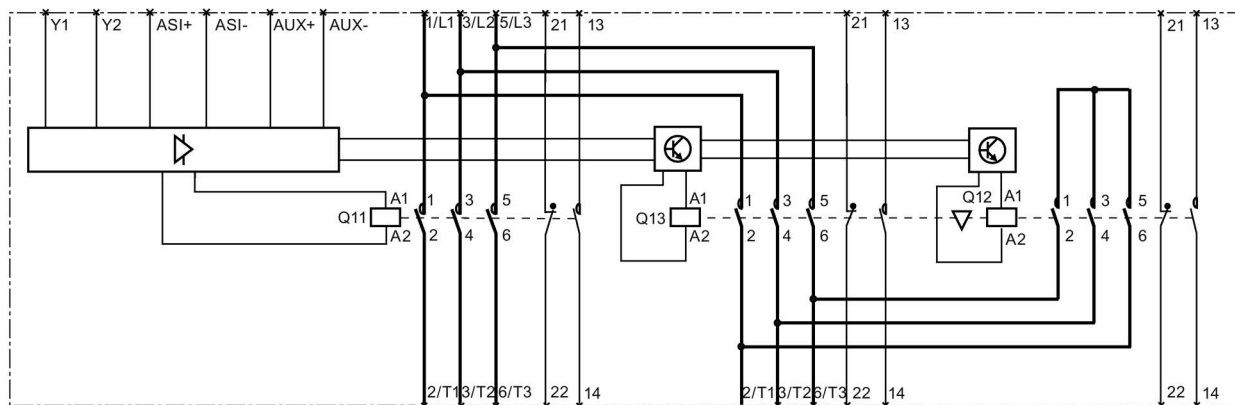 Y1 Y2 ASI+ ASI- AUX+ AUX- 1/L1 3/L2 5/L3 21 13 21 13 21 13
Q11 A1 1 3 5 Q13 A1 1 3 5 Q12 A1 1 3 5
A2 2 4 6 A2 2 4 6 A2 2 4 6
2/T1 3/T2 6/T3 22 14 2/T1 3/T2 6/T3 22 14 22 14